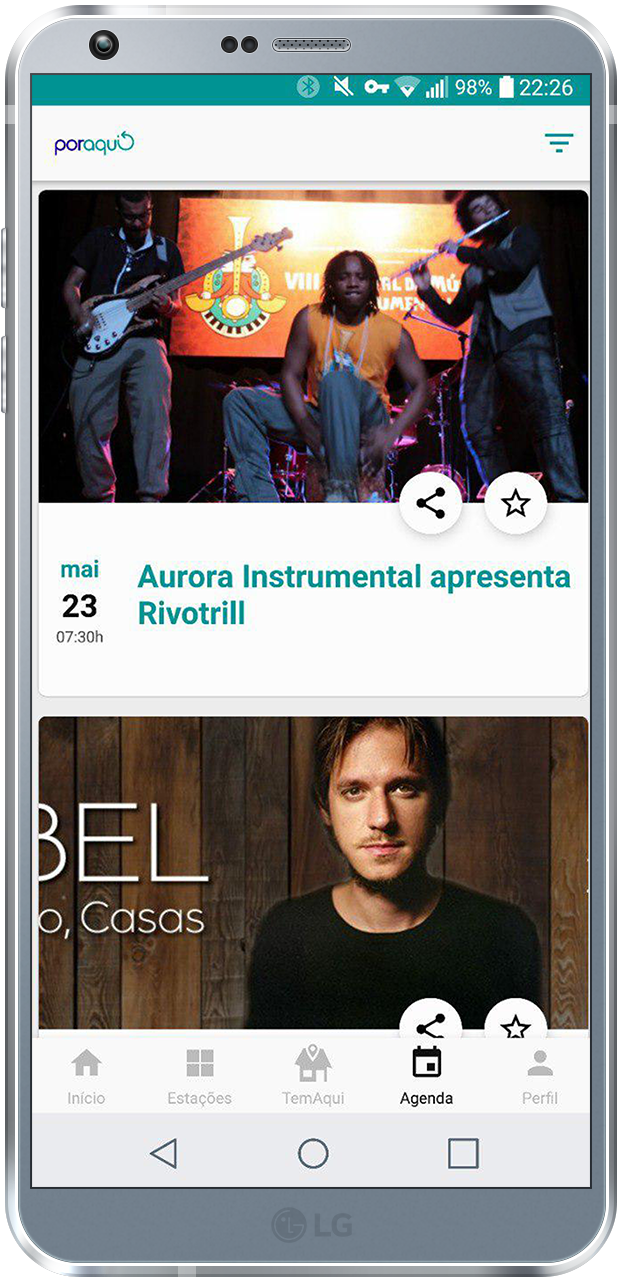 98% 22:26
poraqui
VIII
mai
23
07:30h
Aurora Instrumental apresenta
Rivotrill
BEL
o, Casas
Início
Estações
TemAqui
Agenda
Perfil
LG